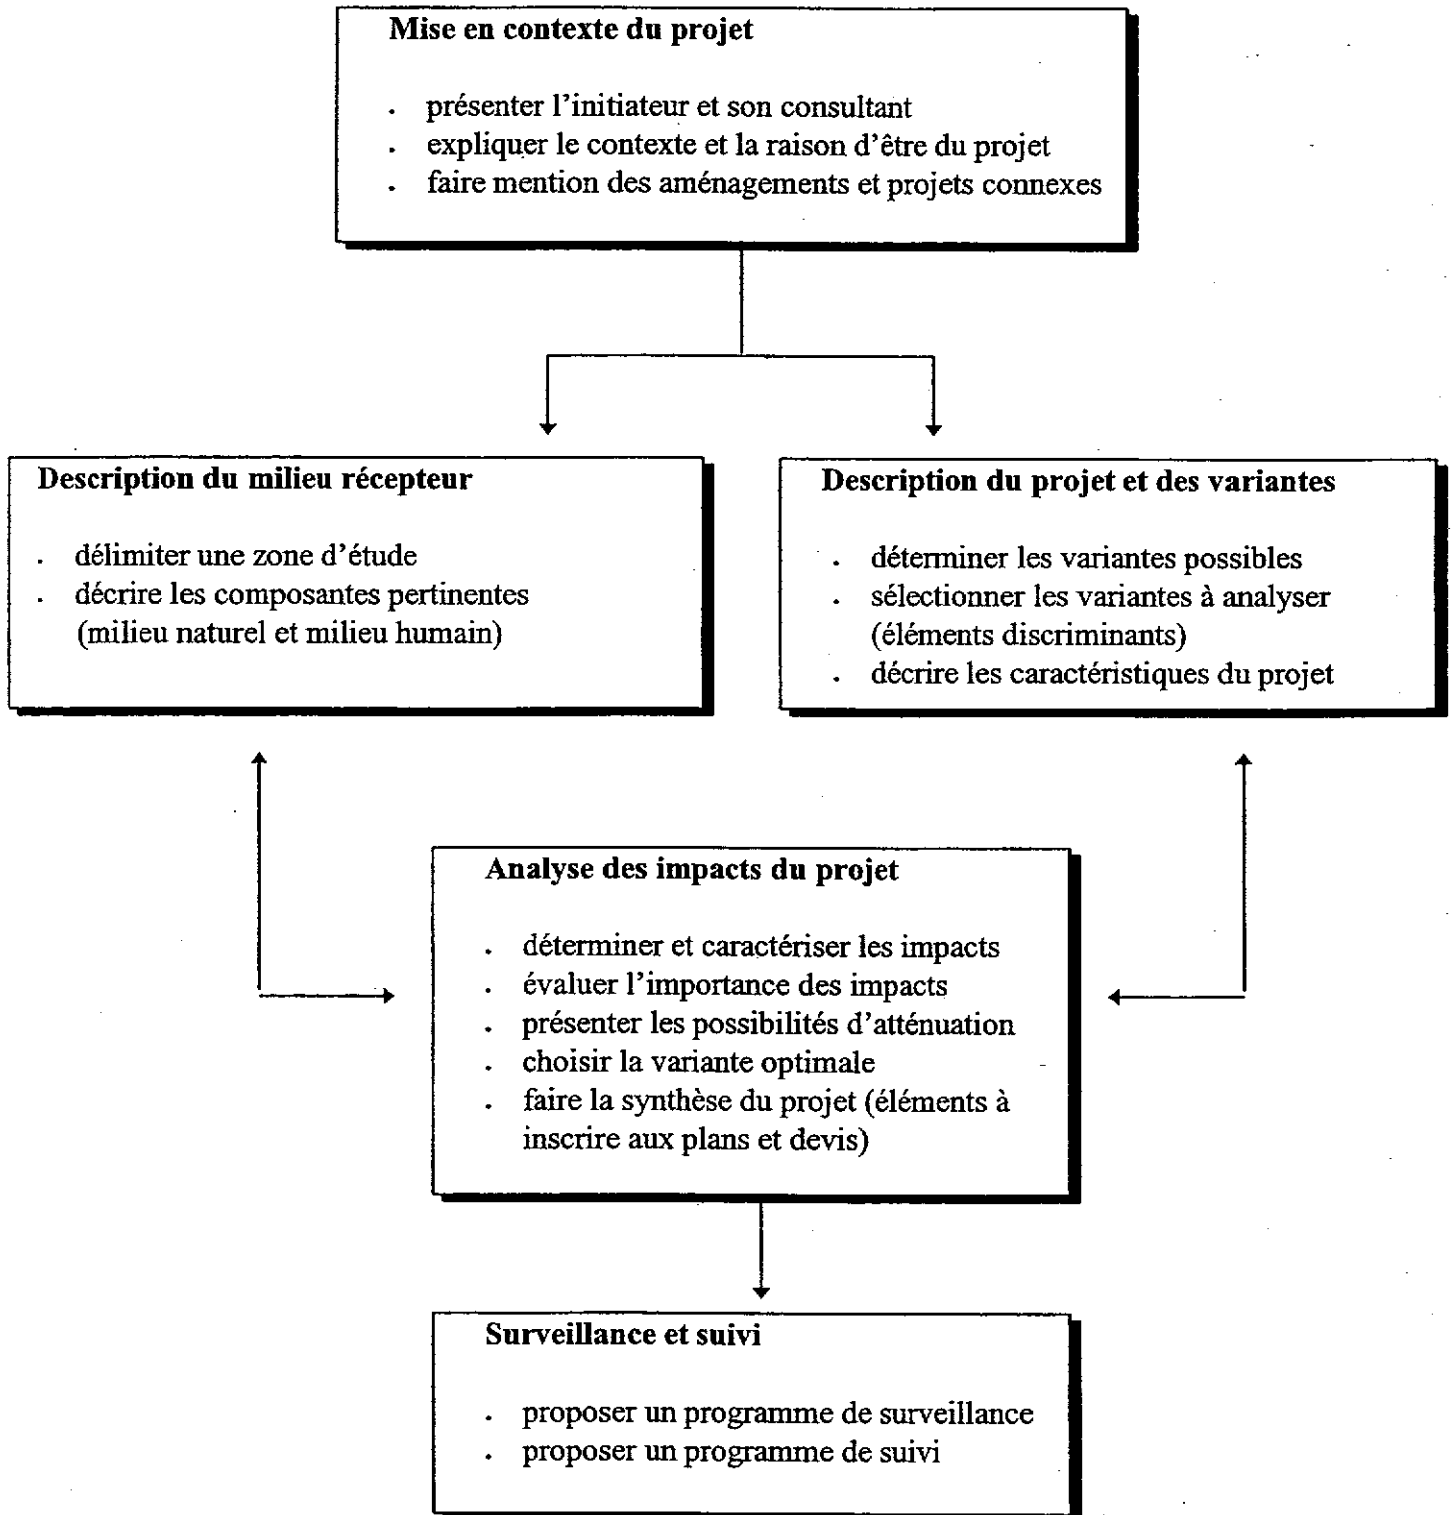 Mise en contexte du projet
. présenter l'initiateur et son consultant
. expliquer le contexte et la raison d'être du projet
. faire mention des aménagements et projets connexes
Description du milieu récepteur
. délimiter une zone d'étude
. décrire les composantes pertinentes
(milieu naturel et milieu humain)
Description du projet et des variantes
. déterminer les variantes possibles
. sélectionner les variantes à analyser
(éléments discriminants)
. décrire les caractéristiques du projet
Analyse des impacts du projet
. déterminer et caractériser les impacts
. évaluer l'importance des impacts
. présenter les possibilités d'atténuation
. choisir la variante optimale
. faire la synthèse du projet (éléments à
inscrire aux plans et devis)
Surveillance et suivi
. proposer un programme de surveillance
. proposer un programme de suivi